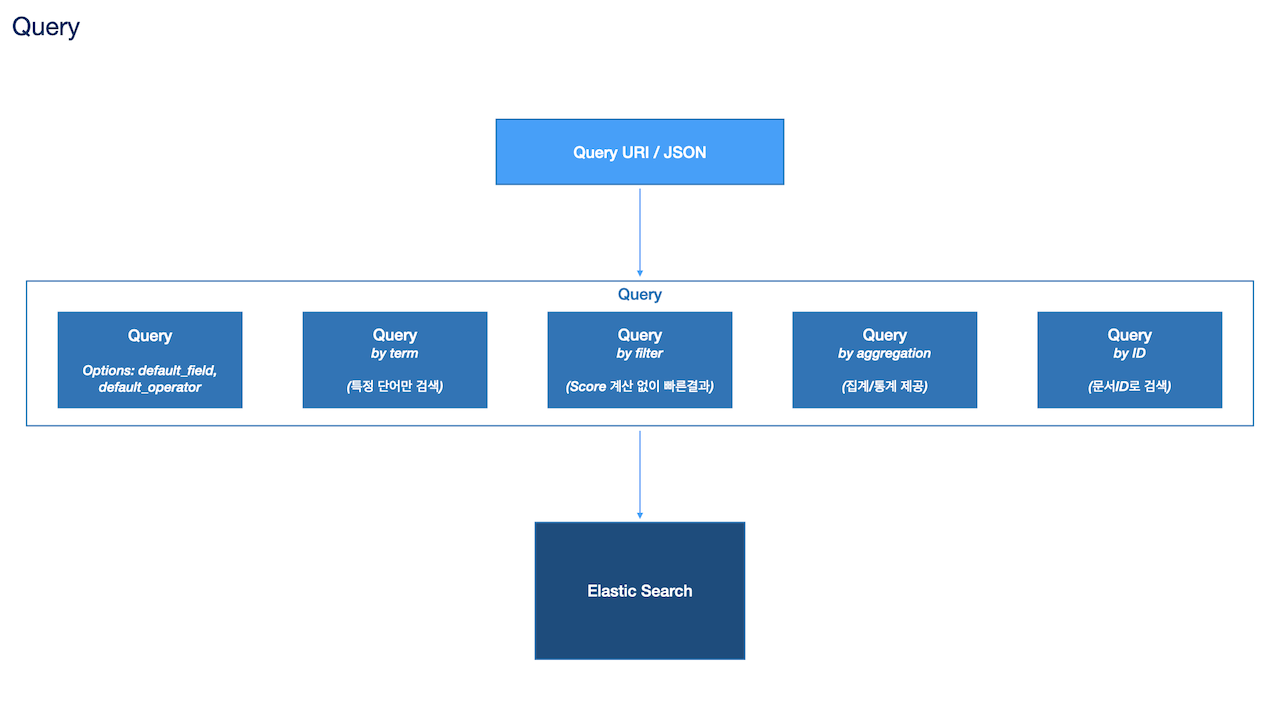 Query
Query URI / JSON
Query
Query
Options: default_field,
default_operator
Query
by term
(특정 단어만 검색)
Query
by filter
(Score 계산 없이 빠른결과)
Query
by aggregation
(집계/통계 제공)
Query
by ID
(문서ID로 검색)
Elastic Search